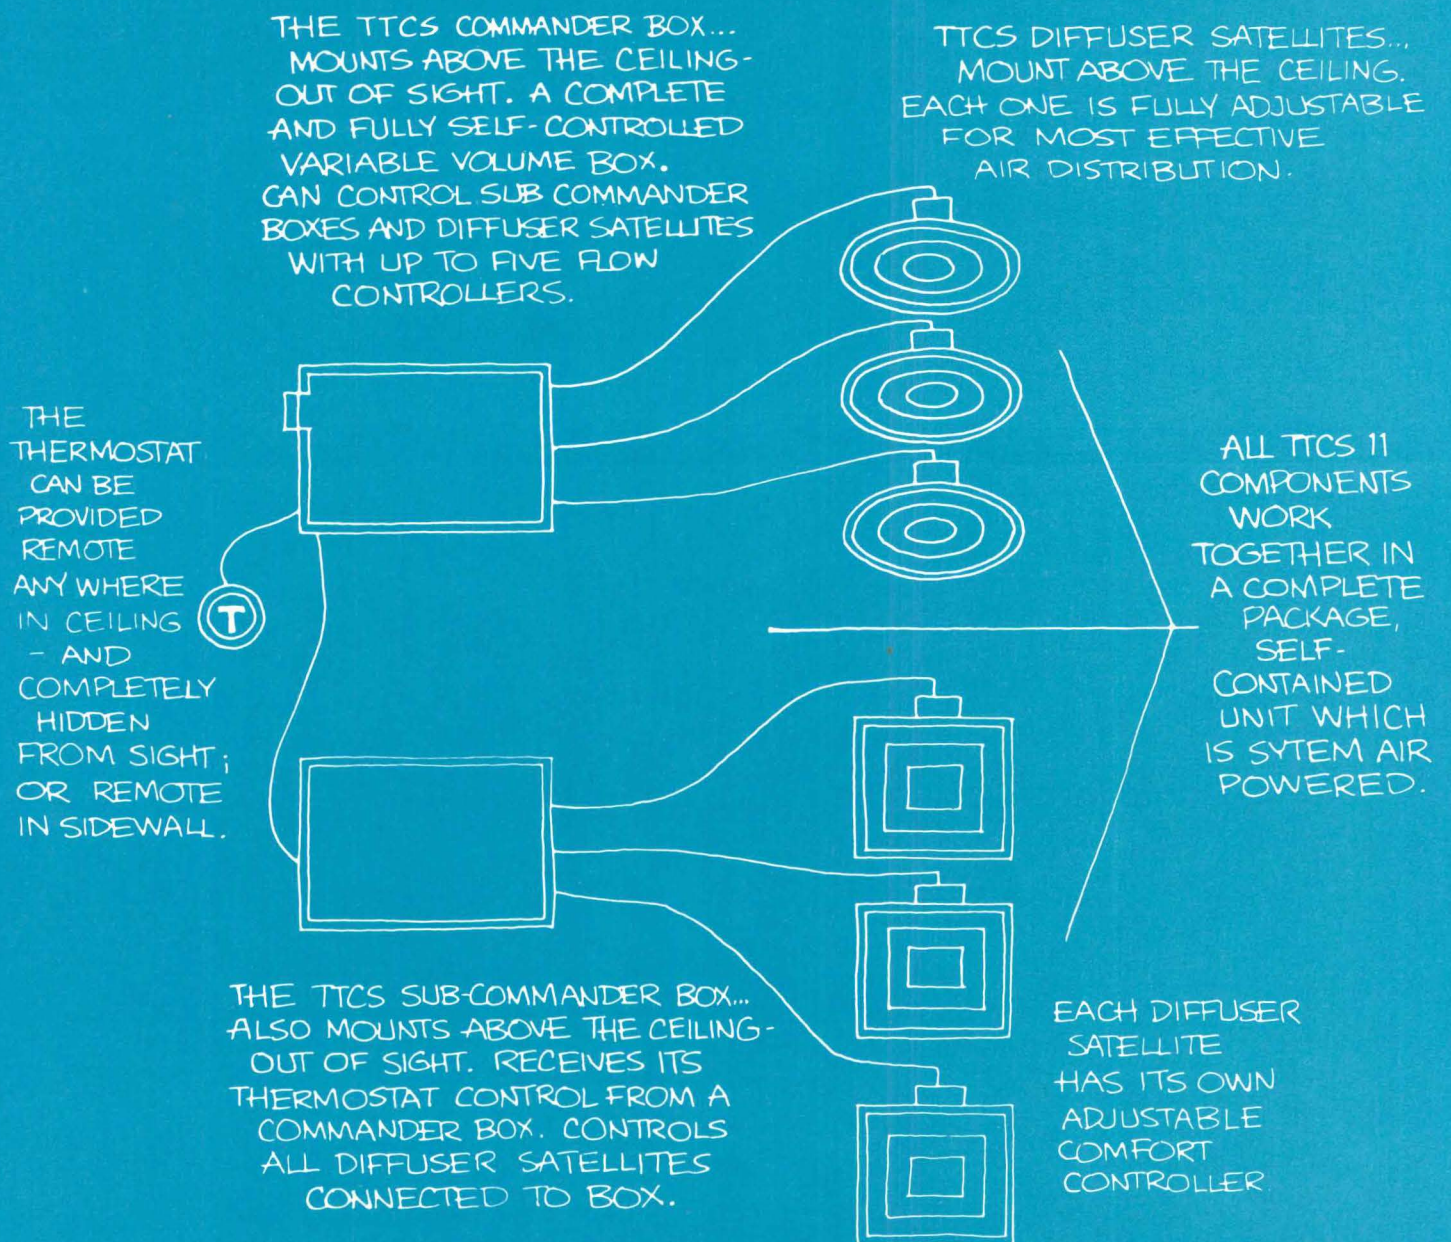 THE TTCS COMMANDER BOX...
MOUNTS ABOVE THE CEILING-
OUT OF SIGHT. A COMPLETE
AND FULLY SELF-CONTROLLED
VARIABLE VOLUME BOX.
CAN CONTROL SUB COMMANDER
BOXES AND DIFFUSER SATELLITES
WITH UP TO FIVE FLOW
CONTROLLERS.
TTCS DIFFUSER SATELLITES...
MOUNT ABOVE THE CEILING.
EACH ONE IS FULLY ADJUSTABLE
FOR MOST EFFECTIVE
AIR DISTRIBUTION.
THE
THERMOSTAT
CAN BE
PROVIDED
REMOTE
ANY WHERE
IN CEILING
- AND
COMPLETELY
HIDDEN
FROM SIGHT;
OR REMOTE
IN SIDEWALL.
T
ALL TTCS 11
COMPONENTS
WORK
TOGETHER IN
A COMPLETE
PACKAGE,
SELF-
CONTAINED
UNIT WHICH
IS SYTEM AIR
POWERED.
THE TTCS SUB-COMMANDER BOX...
ALSO MOUNTS ABOVE THE CEILING-
OUT OF SIGHT. RECEIVES ITS
THERMOSTAT CONTROL FROM A
COMMANDER BOX. CONTROLS
ALL DIFFUSER SATELLITES
CONNECTED TO BOX.
EACH DIFFUSER
SATELLITE
HAS ITS OWN
ADJUSTABLE
COMFORT
CONTROLLER